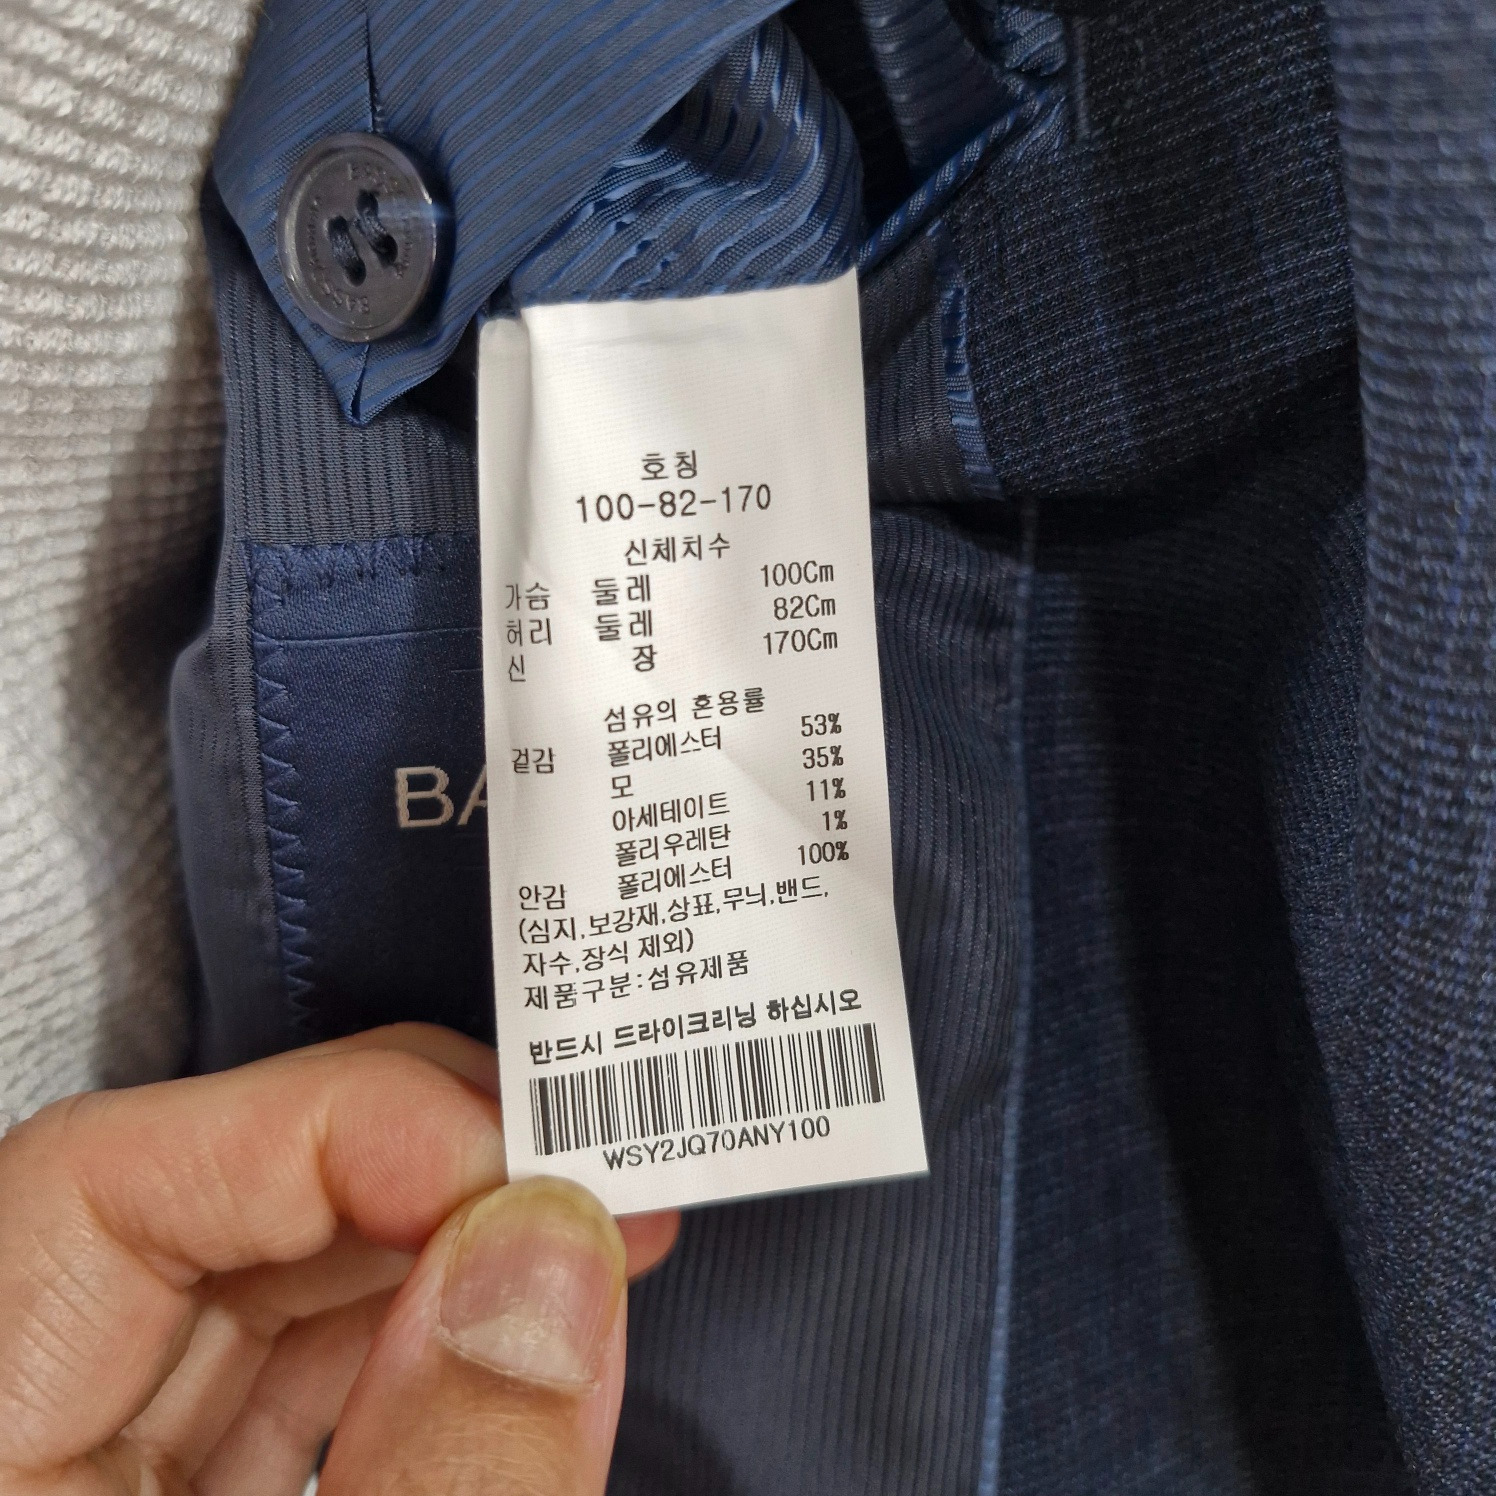 호칭
100-82-170
신체치수
가슴 둘레 100Cm
허리 둘레 82Cm
신 장 170Cm
섬유의 혼용률
겉감 폴리에스터 53%
모 35%
아세테이트 11%
폴리우레탄 1%
안감 폴리에스터 100%
(심지,보강재,상표,무늬,밴드,
자수,장식 제외)
제품구분:섬유제품
반드시 드라이크리닝 하십시오
WSY2JQ70ANY100
BA